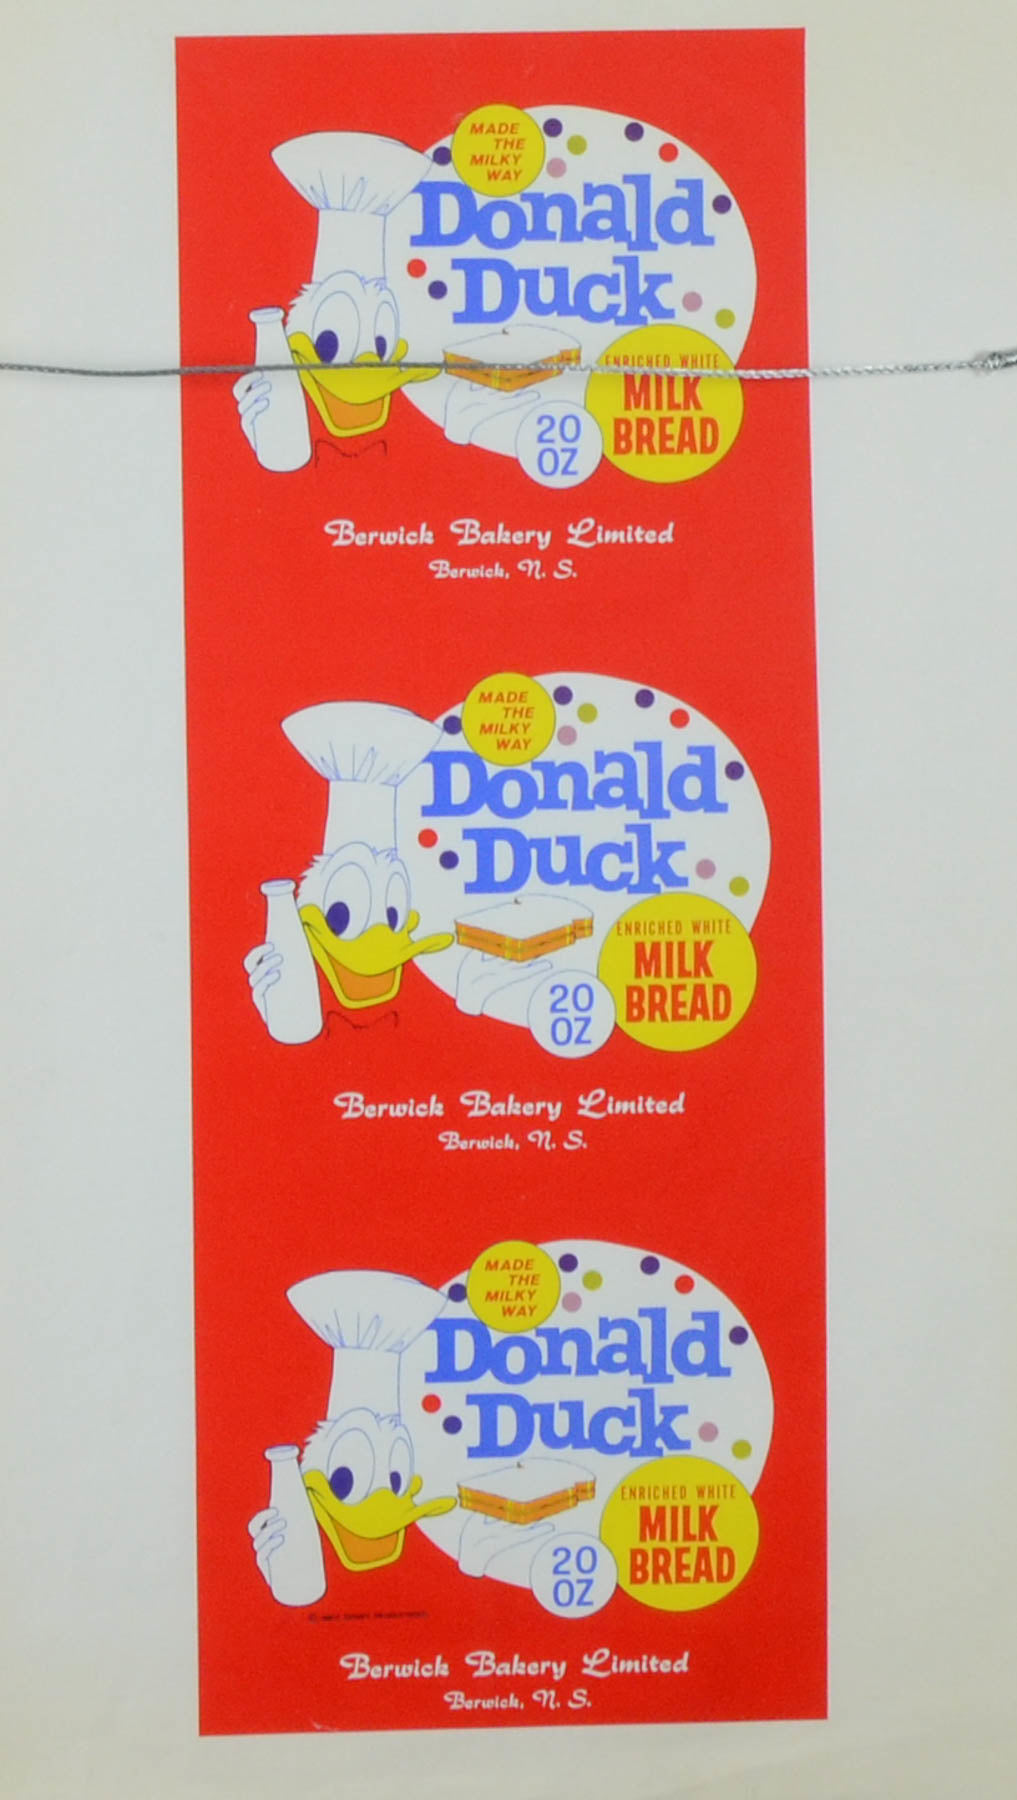 MADE
THE
MILKY
WAY
Donald
Duck
ENRICHED WHITE
MILK
BREAD
20
OZ
Berwick Bakery Limited
Berwick, N. S.
MADE
THE
MILKY
WAY
Donald
Duck
ENRICHED WHITE
MILK
BREAD
20
OZ
Berwick Bakery Limited
Berwick, N. S.
MADE
THE
MILKY
WAY
Donald
Duck
ENRICHED WHITE
MILK
BREAD
20
OZ
Berwick Bakery Limited
Berwick, N. S.